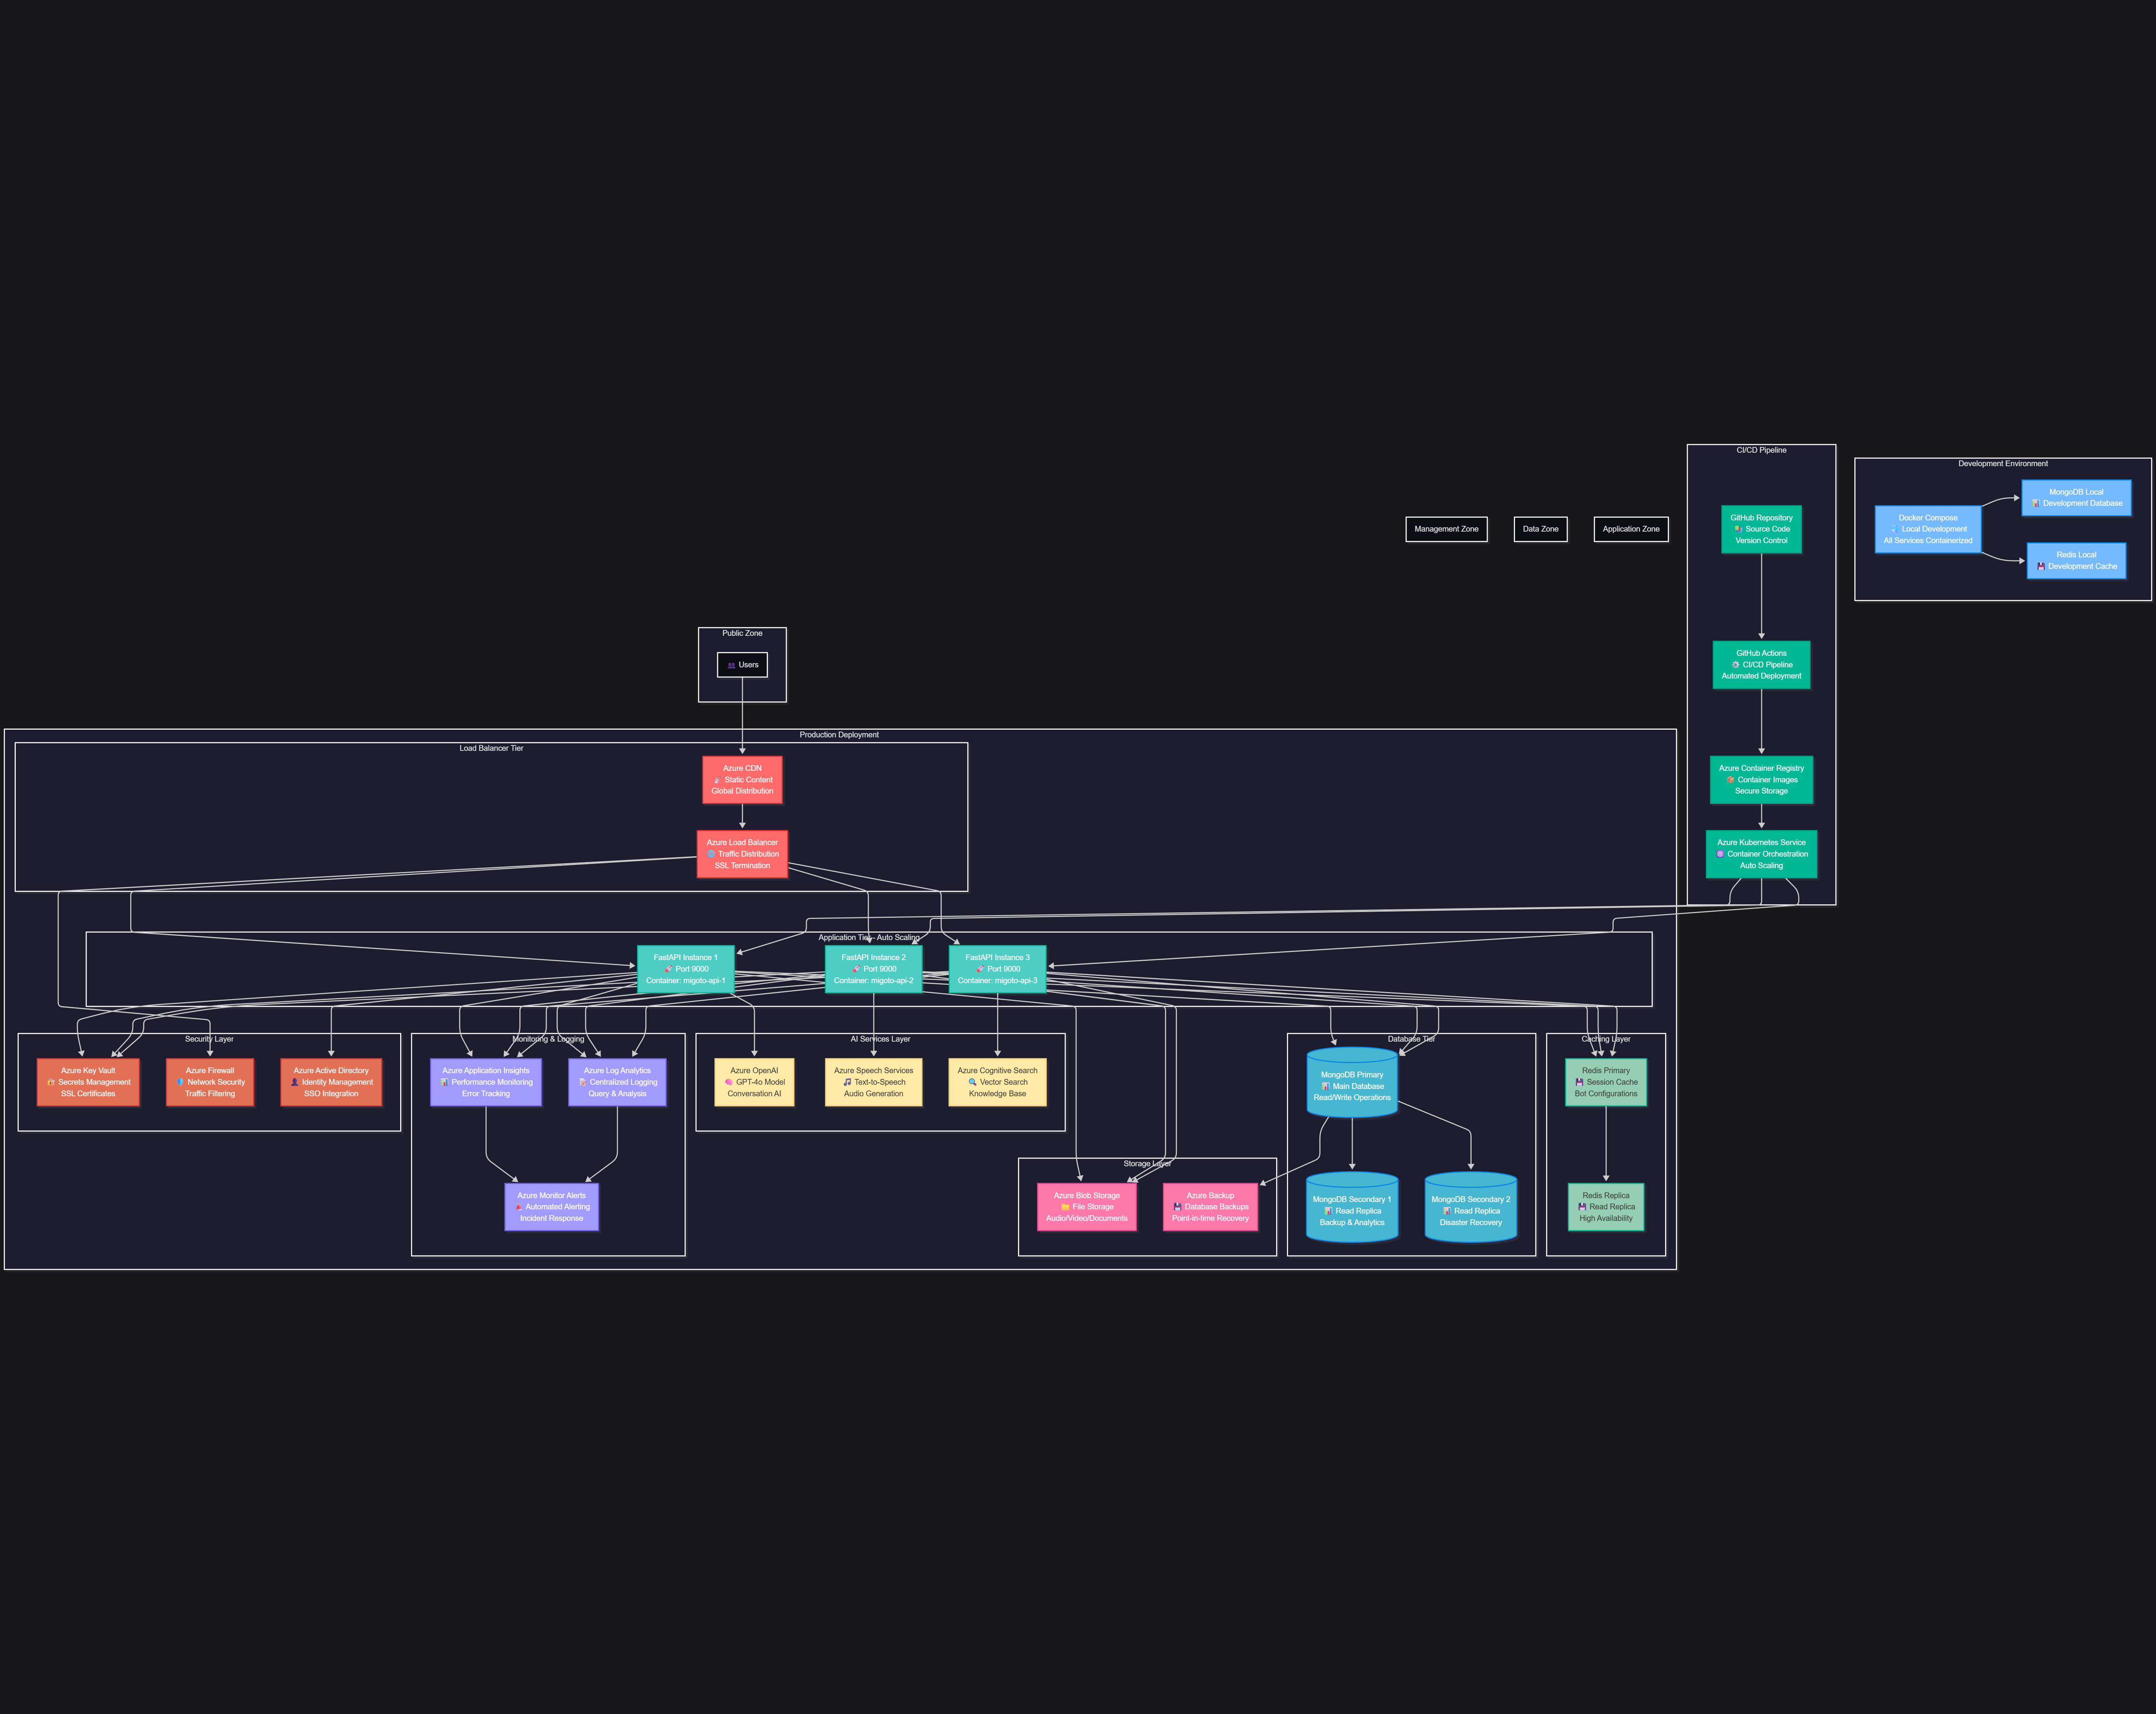 CI/CD Pipeline
GitHub Repository
Source Code
Version Control
GitHub Actions
CI/CD Pipeline
Automated Deployment
Azure Container Registry
Container Images
Secure Storage
Azure Kubernetes Service
Container Orchestration
Auto Scaling
Development Environment
Docker Compose
Local Development
All Services Containerized
MongoDB Local
Development Database
Redis Local
Development Cache
Management Zone
Data Zone
Application Zone
Public Zone
Users
Production Deployment
Load Balancer Tier
Azure CDN
Static Content
Global Distribution
Azure Load Balancer
Traffic Distribution
SSL Termination
Application Tier - Auto Scaling
FastAPI Instance 1
Port 9000
Container: migoto-api-1
FastAPI Instance 2
Port 9000
Container: migoto-api-2
FastAPI Instance 3
Port 9000
Container: migoto-api-3
Security Layer
Azure Key Vault
Secrets Management
SSL Certificates
Azure Firewall
Network Security
Traffic Filtering
Azure Active Directory
Identity Management
SSO Integration
Monitoring & Logging
Azure Application Insights
Performance Monitoring
Error Tracking
Azure Log Analytics
Centralized Logging
Query & Analysis
Azure Monitor Alerts
Automated Alerting
Incident Response
AI Services Layer
Azure OpenAI
GPT-4o Model
Conversation AI
Azure Speech Services
Text-to-Speech
Audio Generation
Azure Cognitive Search
Vector Search
Knowledge Base
Storage Layer
Azure Blob Storage
File Storage
Audio/Video/Documents
Azure Backup
Database Backups
Point-in-time Recovery
Database Tier
MongoDB Primary
Main Database
Read/Write Operations
MongoDB Secondary 1
Read Replica
Backup & Analytics
MongoDB Secondary 2
Read Replica
Disaster Recovery
Caching Layer
Redis Primary
Session Cache
Bot Configurations
Redis Replica
Read Replica
High Availability